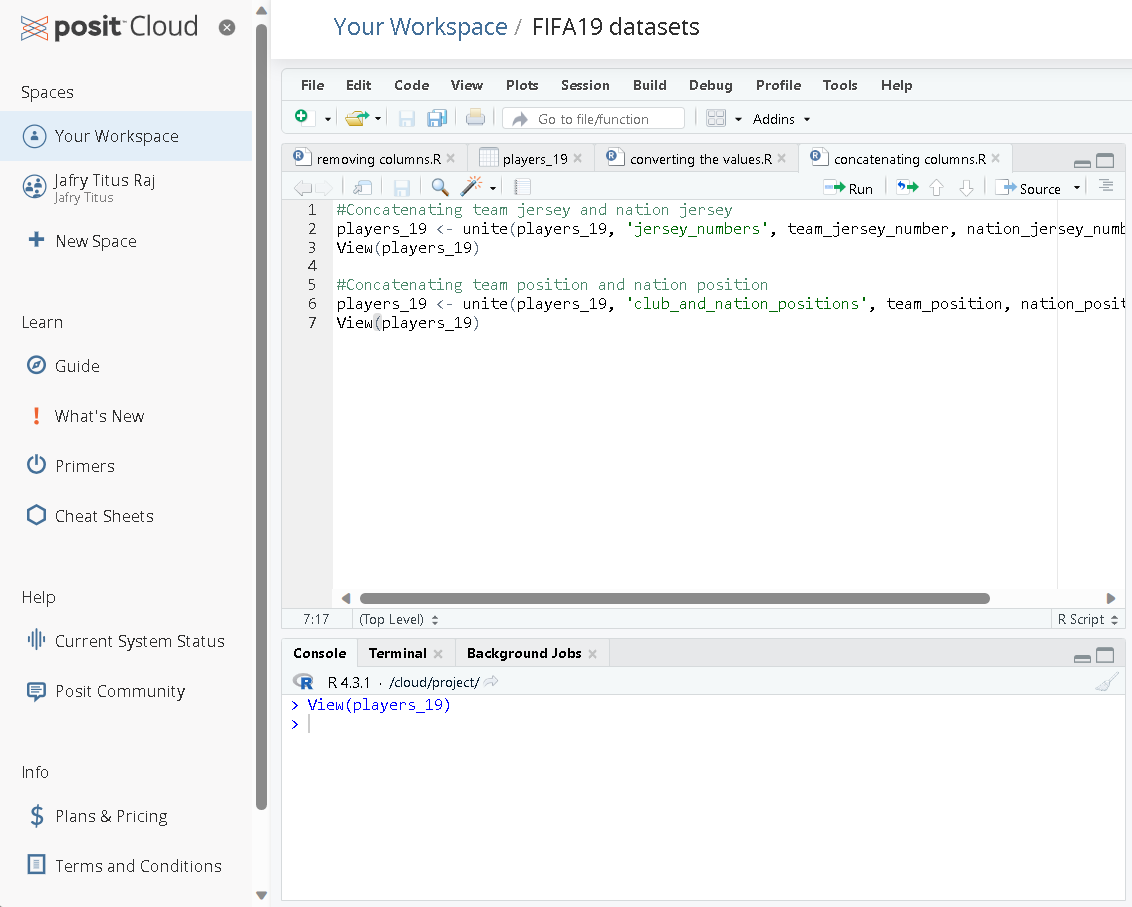 posit Cloud
Your Workspace / FIFA19 datasets
Spaces
Your Workspace
Jafry Titus Raj
Jafry Titus
New Space
Learn
Guide
What's New
Primers
Cheat Sheets
Help
Current System Status
Posit Community
Info
Plans & Pricing
Terms and Conditions
File Edit Code View Plots Session Build Debug Profile Tools Help
Go to file/function Addins
removing columns.R players_19 converting the values.R concatenating columns.R
Run Source
1 #Concatenating team jersey and nation jersey
2 players_19 <- unite(players_19, 'jersey_numbers', team_jersey_number, nation_jersey_numb
3 View(players_19)
4
5 #Concatenating team position and nation position
6 players_19 <- unite(players_19, 'club_and_nation_positions', team_position, nation_posit
7 View(players_19)
7:17 (Top Level) R Script
Console Terminal Background Jobs
R R 4.3.1 · /cloud/project/
> View(players_19)
>